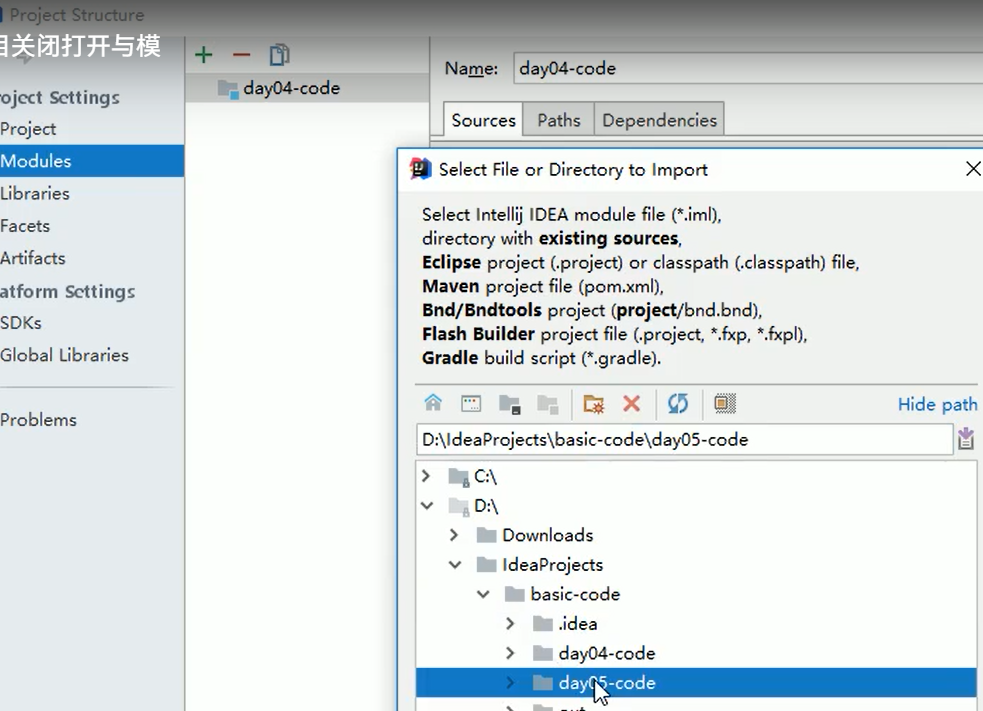 Project Structure
目关闭打开与模
oject Settings
Project
Modules
Libraries
Facets
Artifacts
atform Settings
SDKs
Global Libraries
Problems
day04-code
Name: day04-code
Sources Paths Dependencies
Select File or Directory to Import
Select Intellij IDEA module file (*.iml),
directory with existing sources,
Eclipse project (.project) or classpath (.classpath) file,
Maven project file (pom.xml),
Bnd/Bndtools project (project/bnd.bnd),
Flash Builder project file (.project, *.fxp, *.fxpl),
Gradle build script (*.gradle).
Hide path
D:\IdeaProjects\basic-code\day05-code
C:\
D:\
Downloads
IdeaProjects
basic-code
.idea
day04-code
day05-code